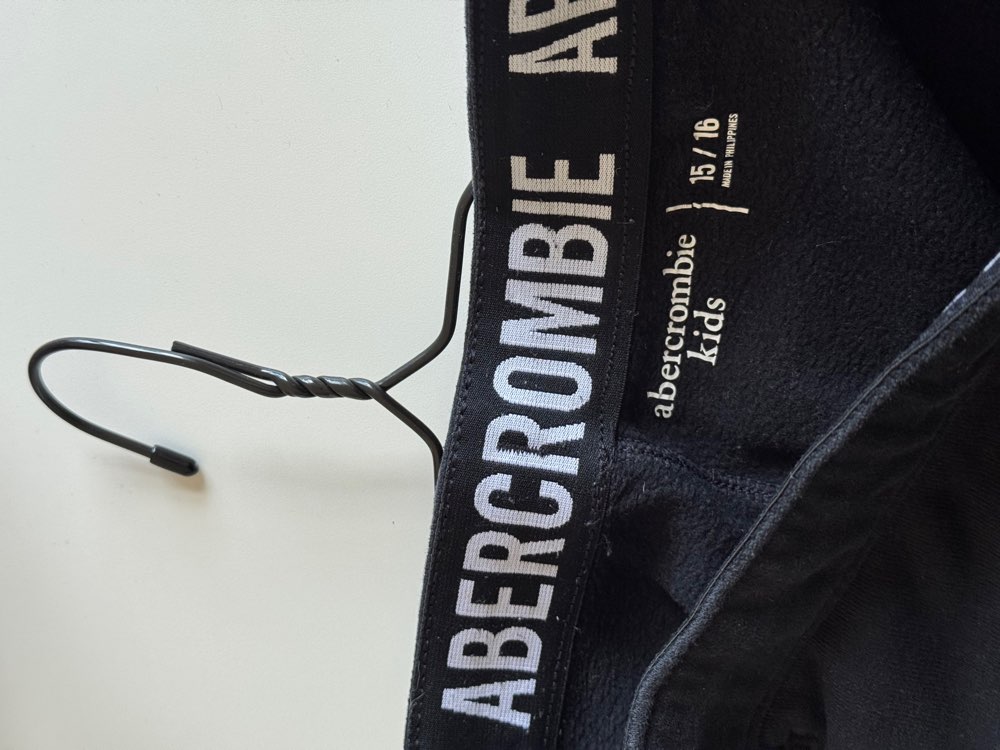 ABERCROMBIE AB
abercrombie
kids
15 / 16
MADE IN PHILIPPINES